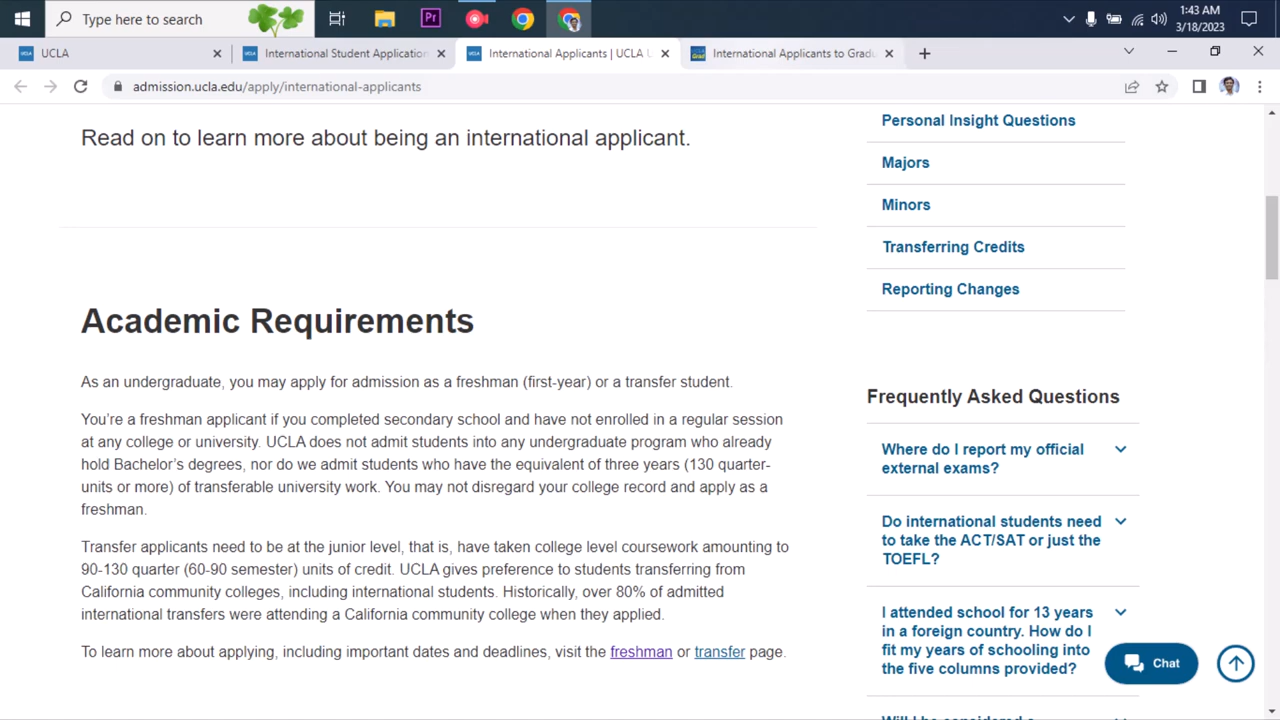 Type here to search
Pr
1:43 AM
3/18/2023
UCLA UCLA
UCLA International Student Application
UCLA International Applicants | UCLA U
Grad International Applicants to Gradu
admission.ucla.edu/apply/international-applicants
Read on to learn more about being an international applicant.
Academic Requirements
As an undergraduate, you may apply for admission as a freshman (first-year) or a transfer student.
You’re a freshman applicant if you completed secondary school and have not enrolled in a regular session
at any college or university. UCLA does not admit students into any undergraduate program who already
hold Bachelor’s degrees, nor do we admit students who have the equivalent of three years (130 quarter-
units or more) of transferable university work. You may not disregard your college record and apply as a
freshman.
Transfer applicants need to be at the junior level, that is, have taken college level coursework amounting to
90-130 quarter (60-90 semester) units of credit. UCLA gives preference to students transferring from
California community colleges, including international students. Historically, over 80% of admitted
international transfers were attending a California community college when they applied.
To learn more about applying, including important dates and deadlines, visit the freshman or transfer page.
Personal Insight Questions
Majors
Minors
Transferring Credits
Reporting Changes
Frequently Asked Questions
Where do I report my official
external exams?
Do international students need
to take the ACT/SAT or just the
TOEFL?
I attended school for 13 years
in a foreign country. How do I
fit my years of schooling into
the five columns provided?
Will I be considered a
Chat